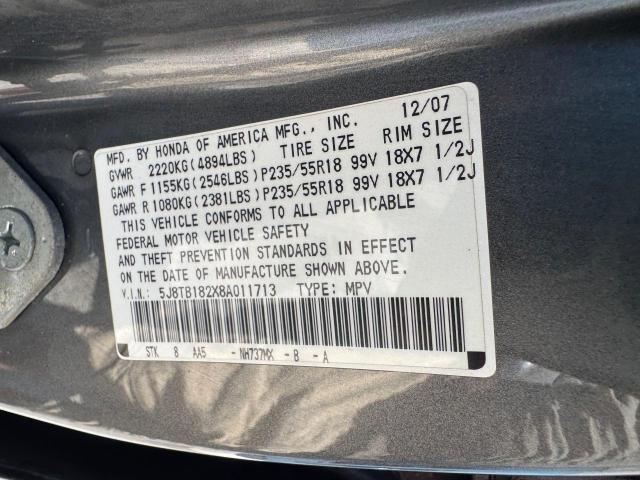 MFD. BY HONDA OF AMERICA MFG., INC. 12/07
GVWR 2220KG(4894LBS) TIRE SIZE RIM SIZE
GAWR F 1155KG(2546LBS)P235/55R18 99V 18X7 1/2J
GAWR R 1080KG(2381LBS)P235/55R18 99V 18X7 1/2J
THIS VEHICLE CONFORMS TO ALL APPLICABLE
FEDERAL MOTOR VEHICLE SAFETY
AND THEFT PREVENTION STANDARDS IN EFFECT
ON THE DATE OF MANUFACTURE SHOWN ABOVE.
V.I.N.: 5J8TB182X8A011713 TYPE: MPV
STK 8 AA5 -NH737MX -B -A